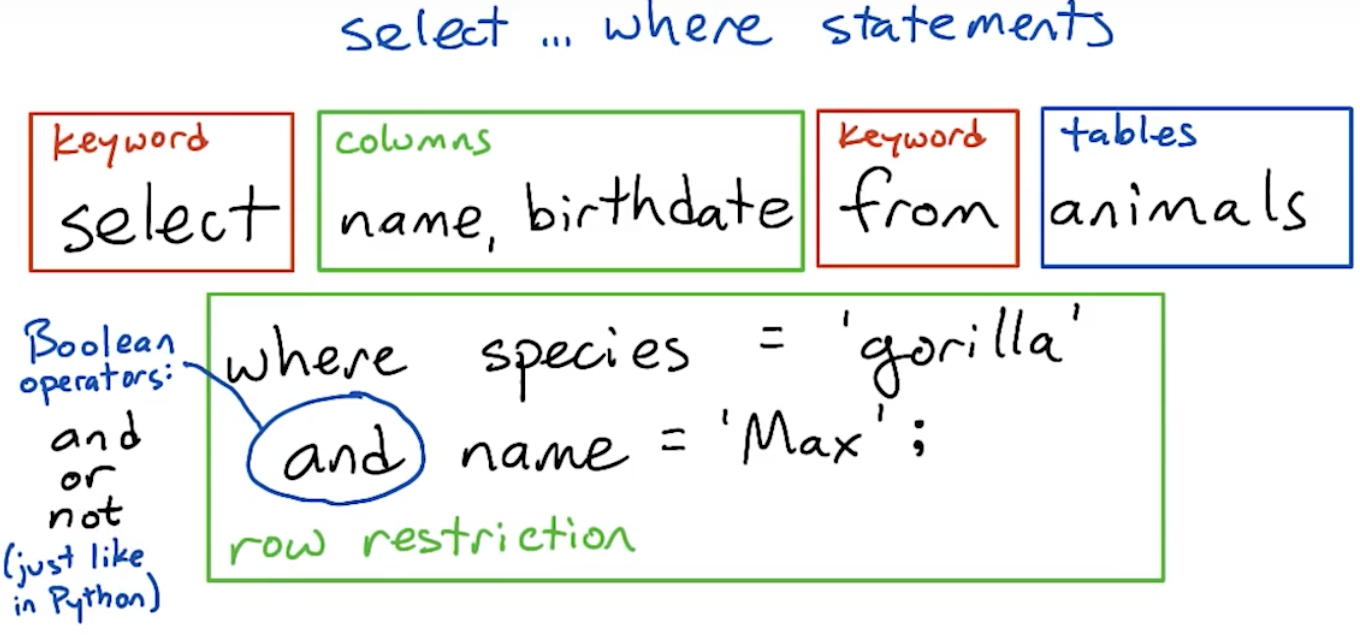 select ... where statements
keyword
select
columns
name, birthdate
keyword
from
tables
animals
Boolean
operators:
and
or
not
(just like
in Python)
where species = 'gorilla'
and name = 'Max';
row restriction